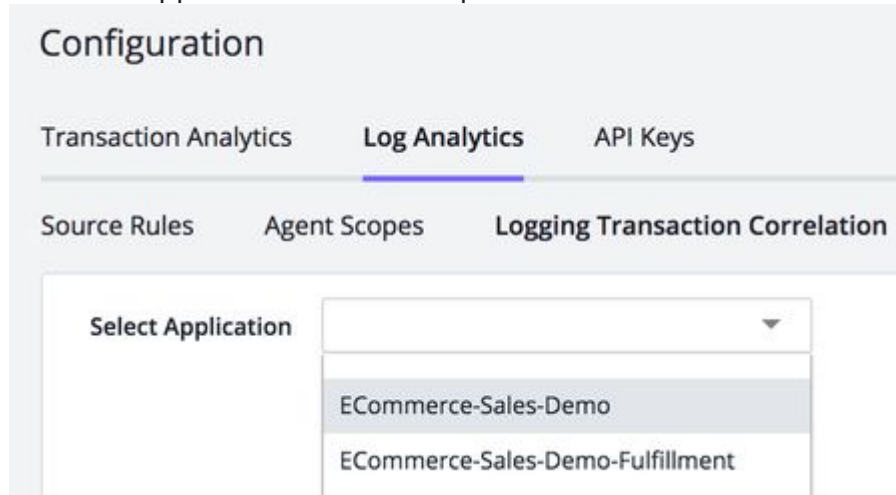 Configuration
Transaction Analytics Log Analytics API Keys
Source Rules Agent Scopes Logging Transaction Correlation
Select Application
ECommerce-Sales-Demo
ECommerce-Sales-Demo-Fulfillment